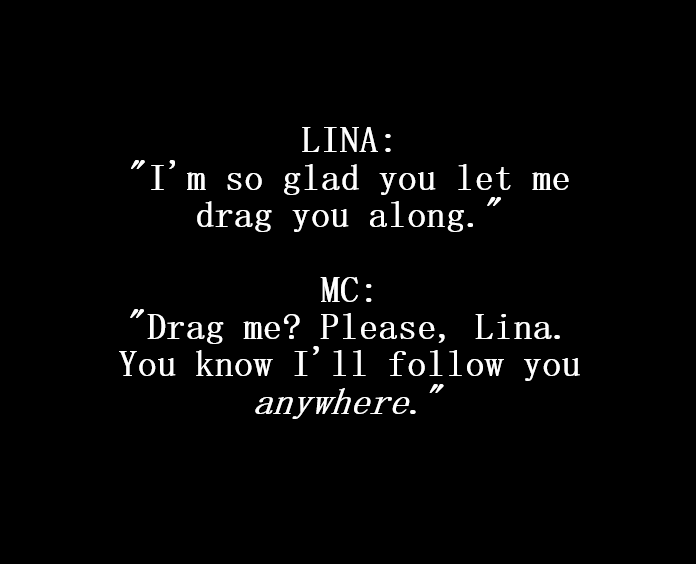 LINA:
"I'm so glad you let me
drag you along."
MC:
"Drag me? Please, Lina.
You know I'll follow you
anywhere."